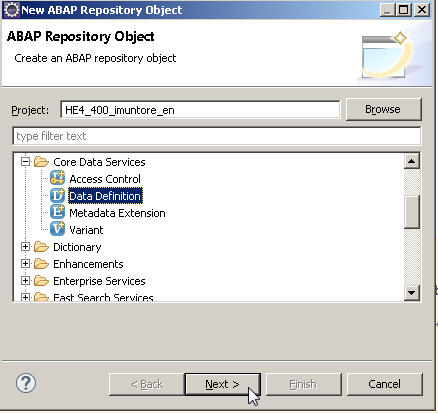 New ABAP Repository Object
ABAP Repository Object
Create an ABAP repository object
Project: HE4_400_imuntore_en Browse
type filter text
Core Data Services
Access Control
Data Definition
Metadata Extension
Variant
Dictionary
Enhancements
Enterprise Services
Fast Search Services
? < Back Next > Finish Cancel